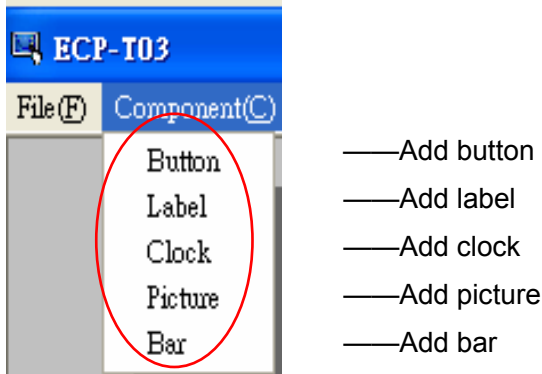 ECP-T03
File(F) Component(C)
Button ——Add button
Label ——Add label
Clock ——Add clock
Picture ——Add picture
Bar ——Add bar